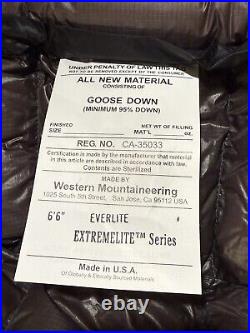 UNDER PENALTY OF LAW THIS TAG
NOT TO BE REMOVED EXCEPT BY THE CONSUMER
ALL NEW MATERIAL
CONSISTING OF
GOOSE DOWN
(MINIMUM 95% DOWN)
FINISHED SIZE
NET WT OF FILLING MAT'L oz.
REG. NO. CA-35033
Certification is made by the manufacturer that material
in this article are described in accordance with law.
Contents are Sterilized
MADE BY
Western Mountaineering
1025 South 5th Street, San Jose, Ca 95112 USA
6'6" EVERLITE
EXTREMELITE™ Series
Made in U.S.A.
Of Globally & Ethically Sourced Materials